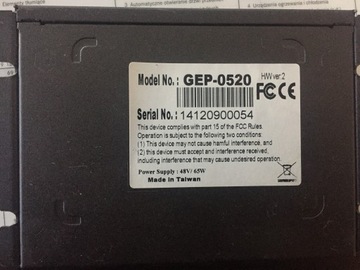 Elementy Wymiany
Model No. : GEP-0520
H/W ver.2
FC CE
Serial No. : 14120900054
This device complies with part 15 of the FCC Rules.
Operation is subject to the following two conditions:
(1) This device may not cause harmful interference, and
(2) this device must accept interference received,
including interference that may cause undesired operation.
Power Supply : 48V/ 65W
Made in Taiwan